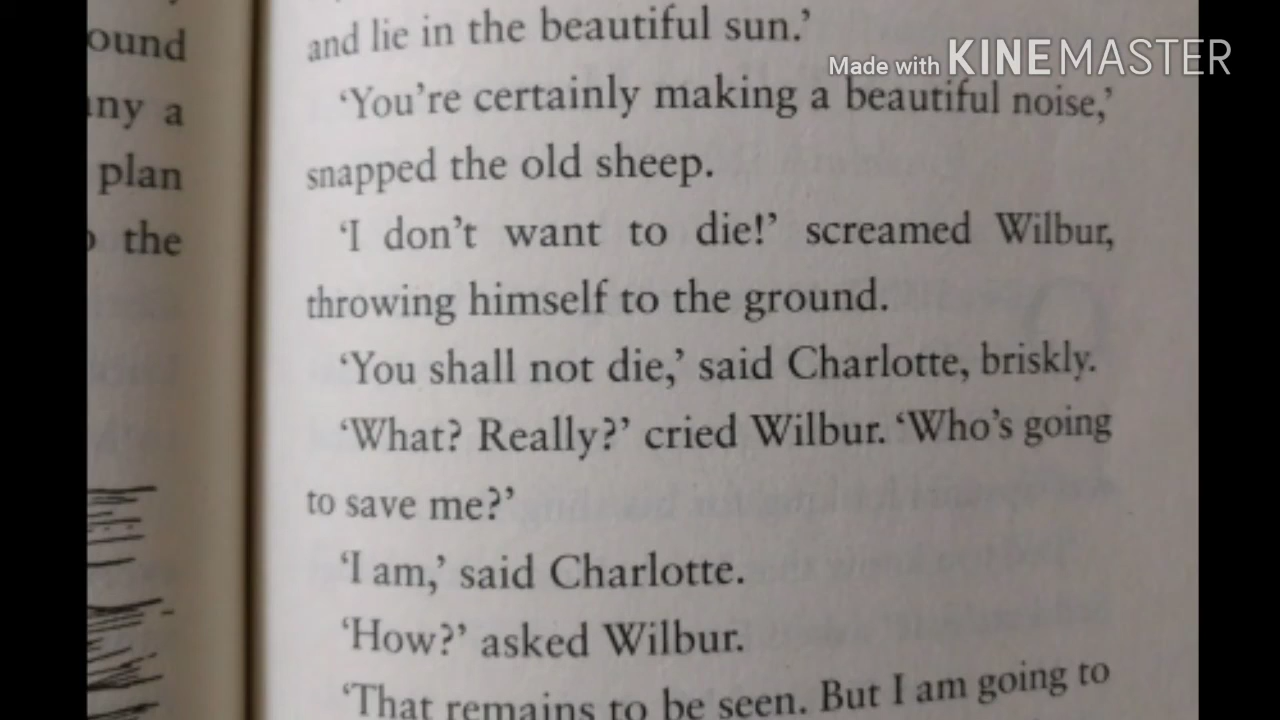 ound
ny a
plan
the
and lie in the beautiful sun.’
Made with KINEMASTER
‘You’re certainly making a beautiful noise,’
snapped the old sheep.
‘I don’t want to die!’ screamed Wilbur,
throwing himself to the ground.
‘You shall not die,’ said Charlotte, briskly.
‘What? Really?’ cried Wilbur. ‘Who’s going
to save me?’
‘I am,’ said Charlotte.
‘How?’ asked Wilbur.
‘That remains to be seen. But I am going to